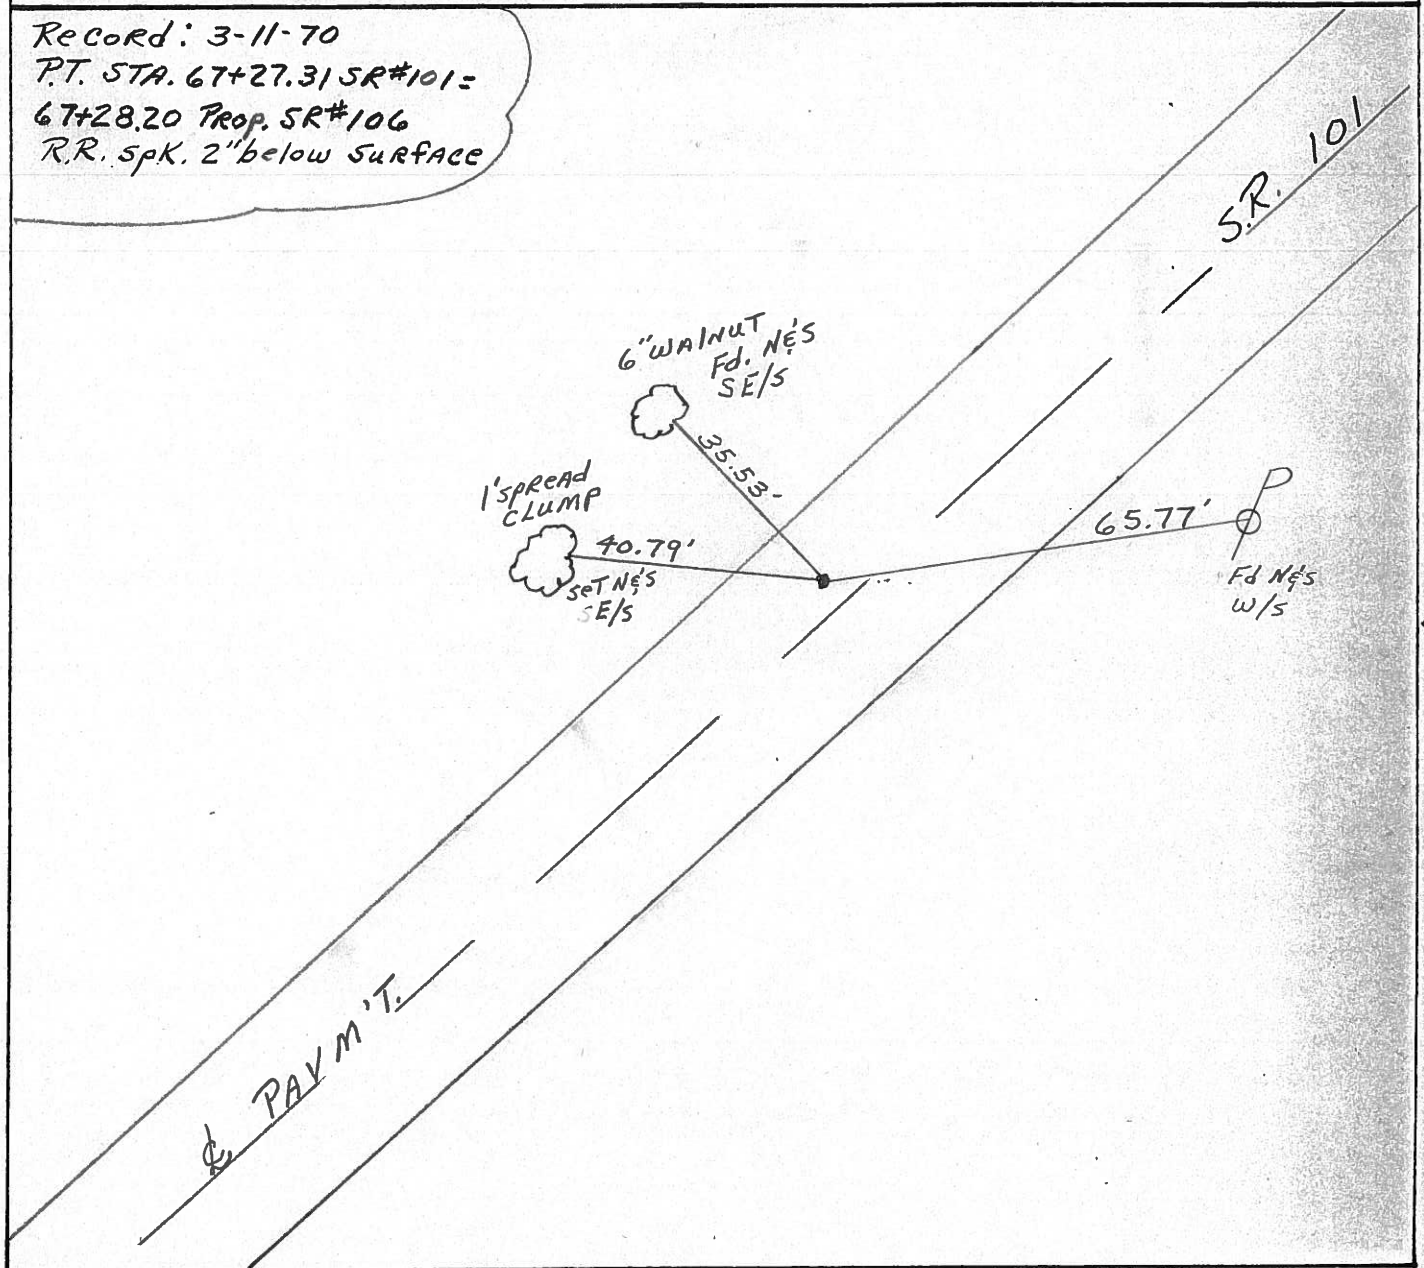 Record: 3-11-70
P.T. STA. 67+27.31 SR#101=
67+28.20 Prop. SR#106
R.R. SpK. 2" below Surface
S.R. 101
6" WALNUT
Fd. N&S
SE/S
35.53'
1' SPREAD
CLUMP
40.79'
SET N&S
SE/S
65.77'
P
Fd N&S
W/S
℄ PAVM'T.